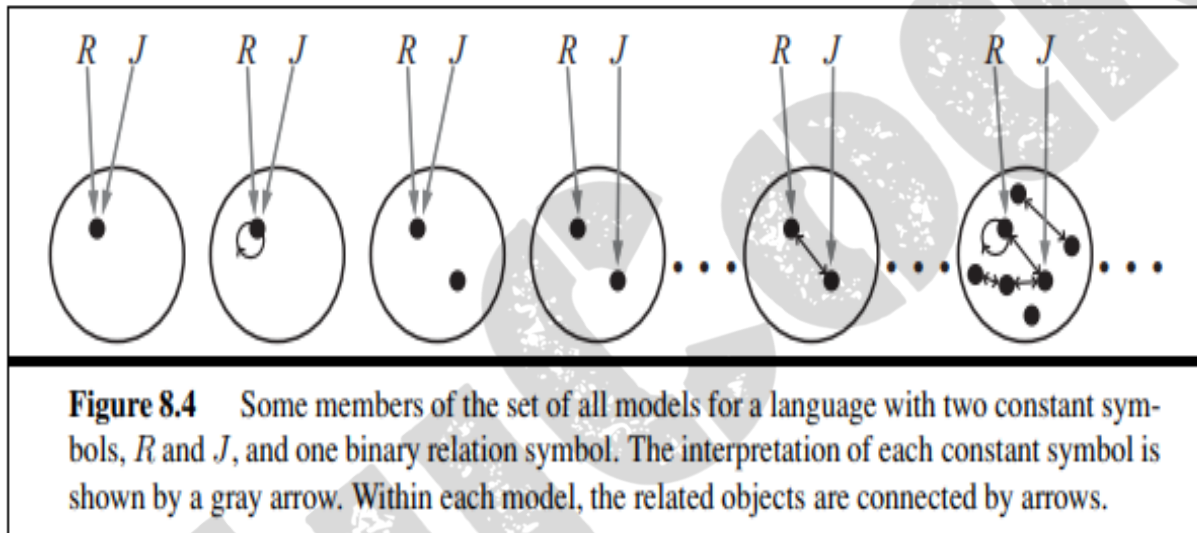 R J R J R J R J R J R J
Figure 8.4 Some members of the set of all models for a language with two constant sym-
bols, R and J, and one binary relation symbol. The interpretation of each constant symbol is
shown by a gray arrow. Within each model, the related objects are connected by arrows.